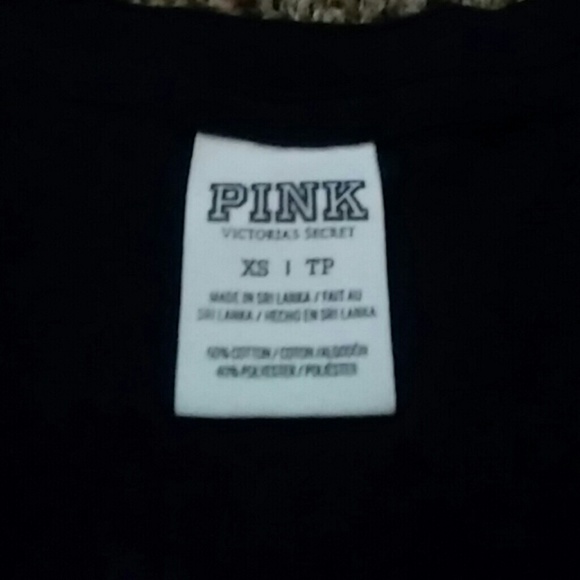 PINK
VICTORIA'S SECRET
XS | TP
MADE IN SRI LANKA / FAIT AU
SRI LANKA / HECHO EN SRI LANKA
60% COTTON / COTON / ALGODÓN
40% POLYESTER / POLIÉSTER